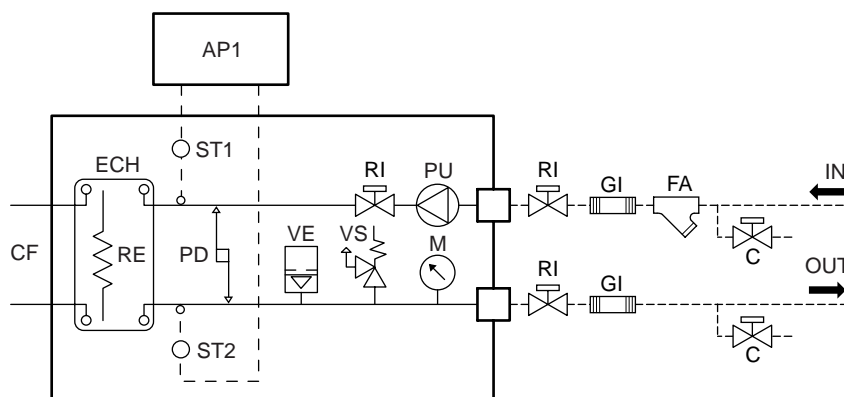 AP1
ECH
ST1
RI
PU
RI
GI
FA
IN
CF
RE
PD
VE
VS
M
C
RI
GI
OUT
ST2
C